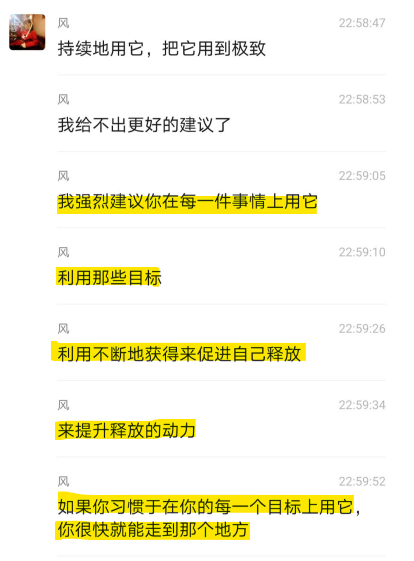 风 22:58:47
持续地用它，把它用到极致
风 22:58:53
我给不出更好的建议了
风 22:59:05
我强烈建议你在每一件事情上用它
风 22:59:10
利用那些目标
风 22:59:26
利用不断地获得来促进自己释放
风 22:59:34
来提升释放的动力
风 22:59:52
如果你习惯于在你的每一个目标上用它，
你很快就能走到那个地方